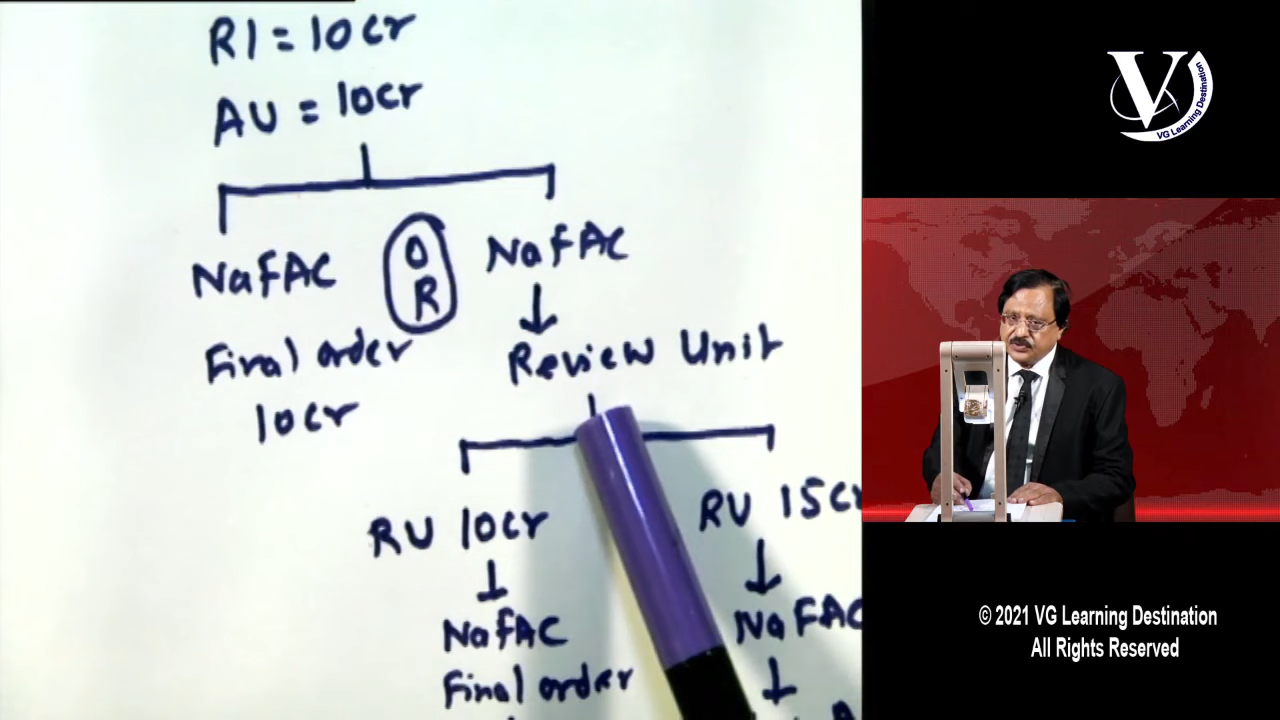 RI = 10cr
AU = 10cr
NaFAC
OR
NaFAC
Final order
10cr
Review Unit
RU 10cr
RU 15Cr
NaFAC
Final order
NaFAC
V
VG Learning Destination
© 2021 VG Learning Destination
All Rights Reserved